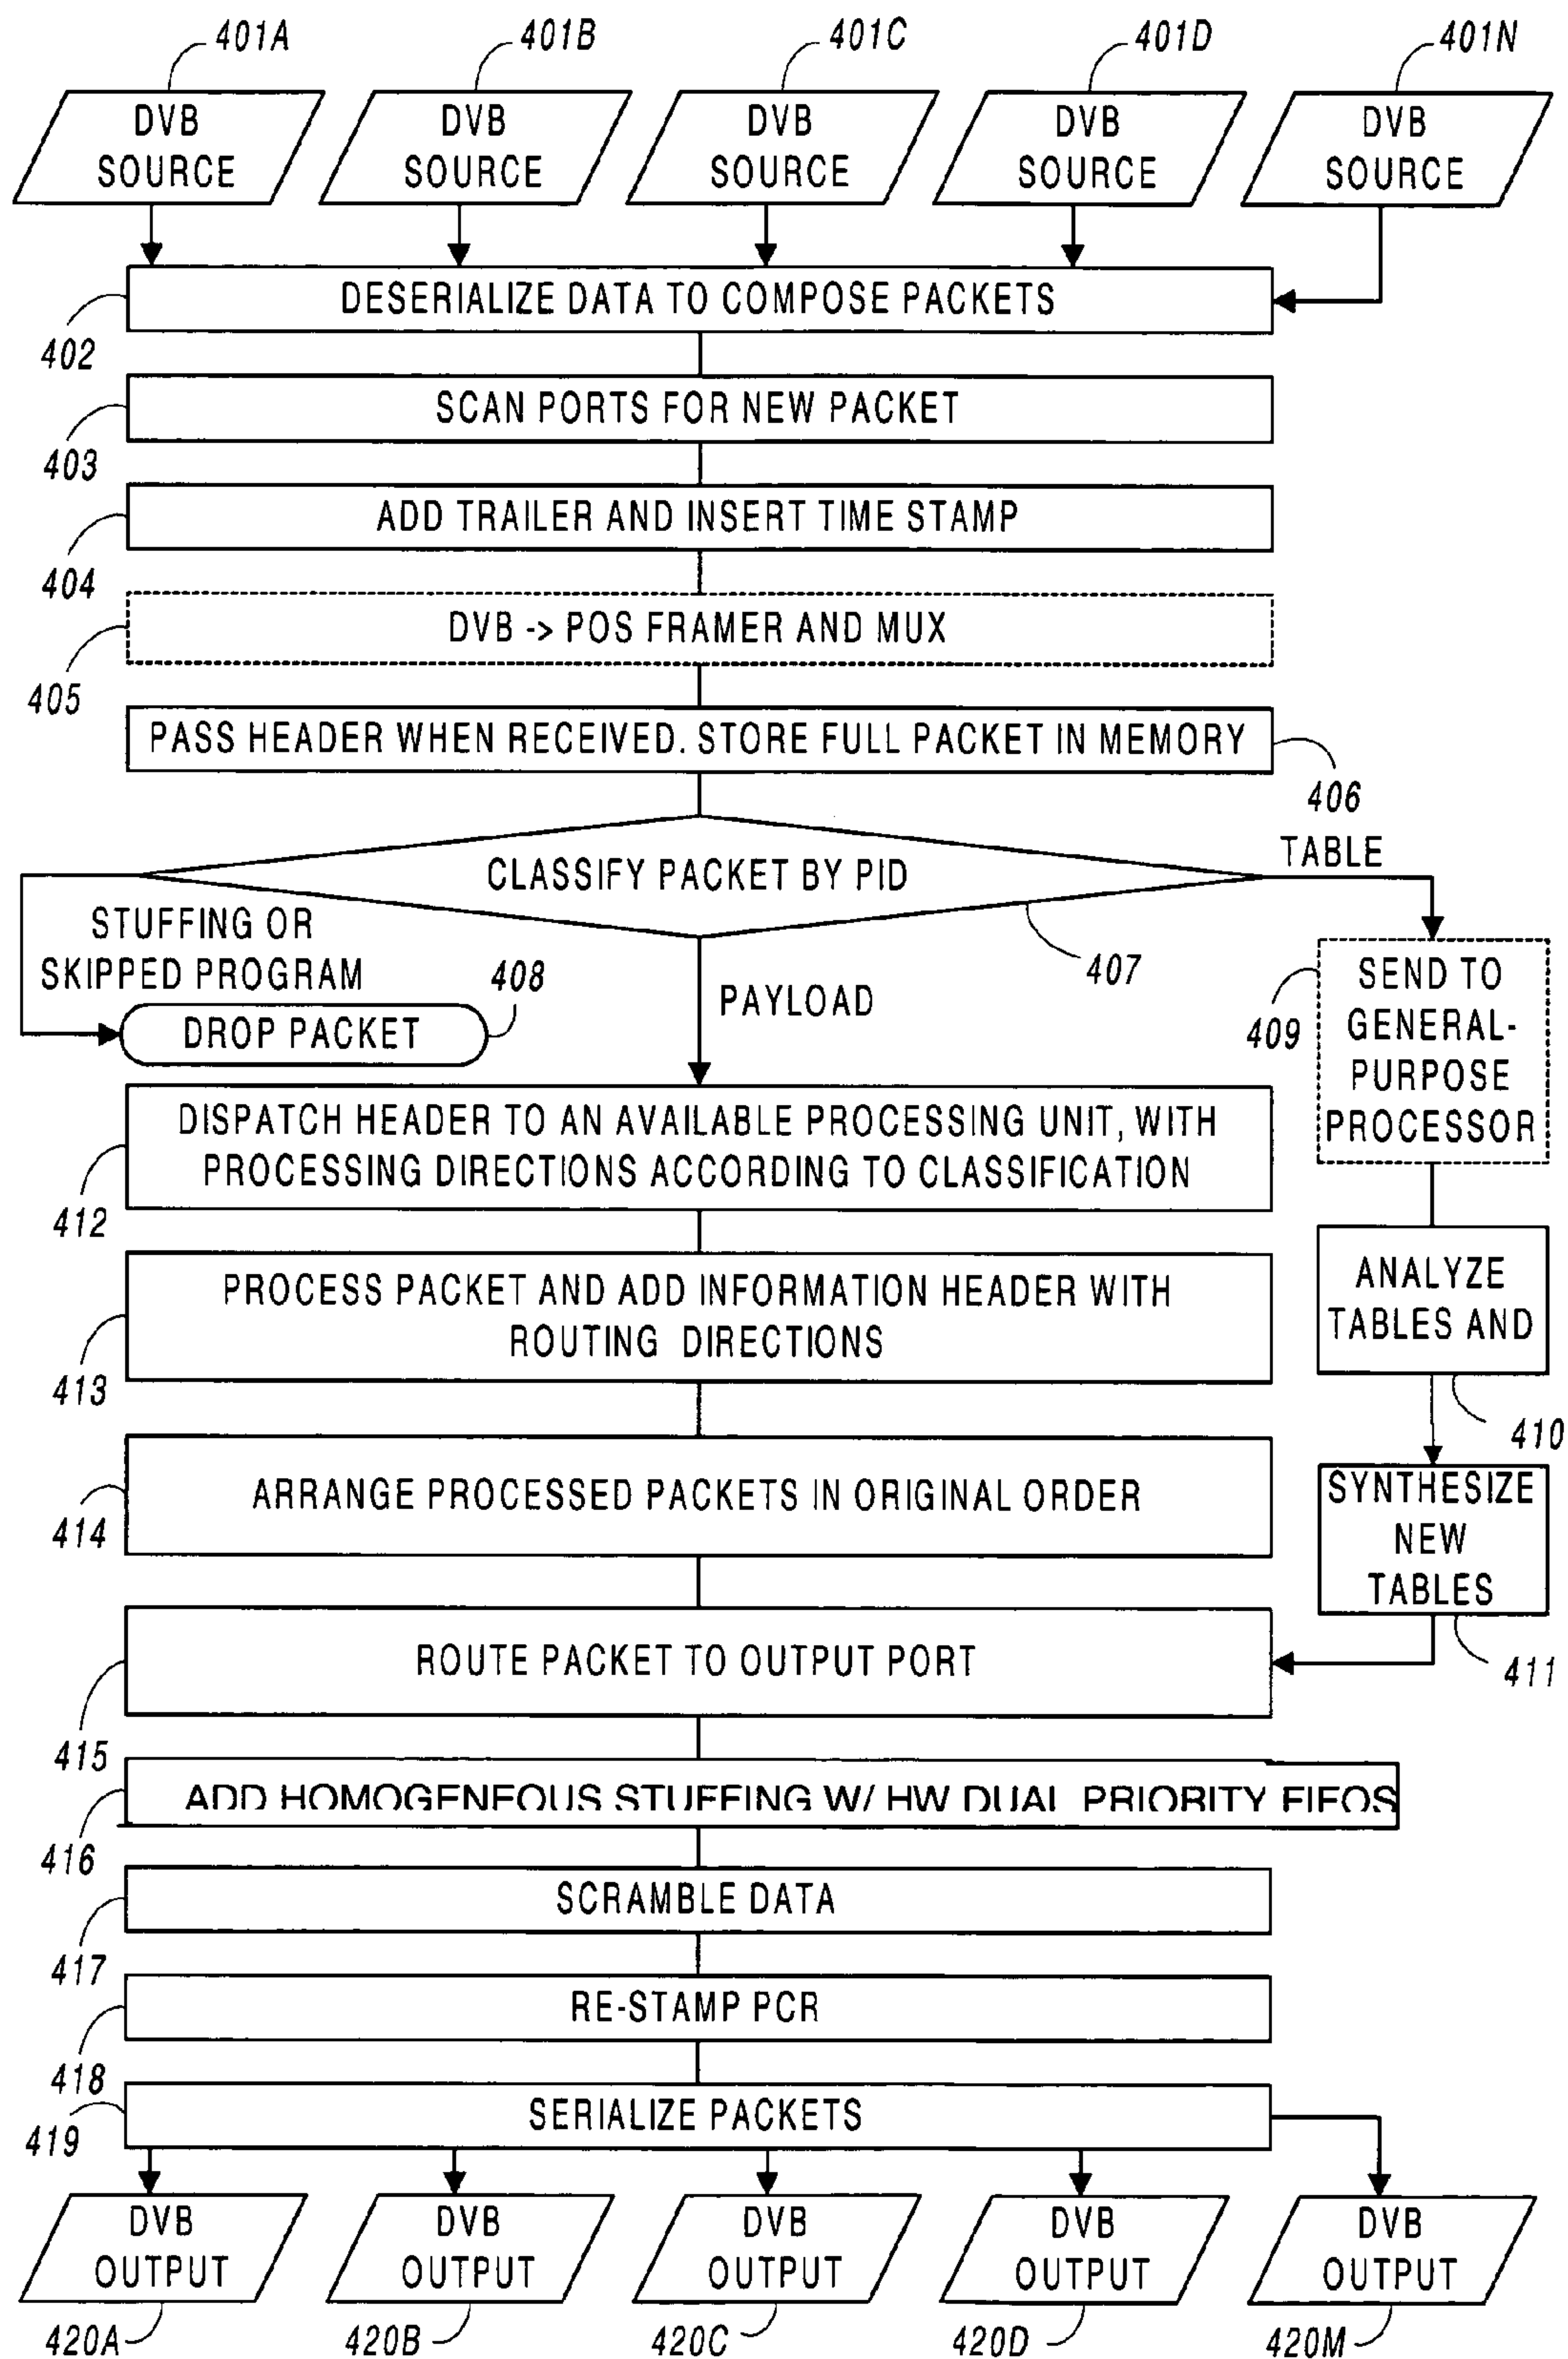 401A
401B
401C
401D
401N
DVB
SOURCE
DVB
SOURCE
DVB
SOURCE
DVB
SOURCE
DVB
SOURCE
DESERIALIZE DATA TO COMPOSE PACKETS
402
SCAN PORTS FOR NEW PACKET
403
ADD TRAILER AND INSERT TIME STAMP
404
DVB -> POS FRAMER AND MUX
405
PASS HEADER WHEN RECEIVED. STORE FULL PACKET IN MEMORY
406
CLASSIFY PACKET BY PID
TABLE
407
STUFFING OR
SKIPPED PROGRAM
408
DROP PACKET
PAYLOAD
409
SEND TO
GENERAL-
PURPOSE
PROCESSOR
DISPATCH HEADER TO AN AVAILABLE PROCESSING UNIT, WITH
PROCESSING DIRECTIONS ACCORDING TO CLASSIFICATION
412
PROCESS PACKET AND ADD INFORMATION HEADER WITH
ROUTING DIRECTIONS
413
ANALYZE
TABLES AND
410
ARRANGE PROCESSED PACKETS IN ORIGINAL ORDER
414
SYNTHESIZE
NEW
TABLES
411
ROUTE PACKET TO OUTPUT PORT
415
ADD HOMOGENEOUS STUFFING W/ HW DUAL PRIORITY FIFOS
416
SCRAMBLE DATA
417
RE-STAMP PCR
418
SERIALIZE PACKETS
419
DVB
OUTPUT
DVB
OUTPUT
DVB
OUTPUT
DVB
OUTPUT
DVB
OUTPUT
420A
420B
420C
420D
420M